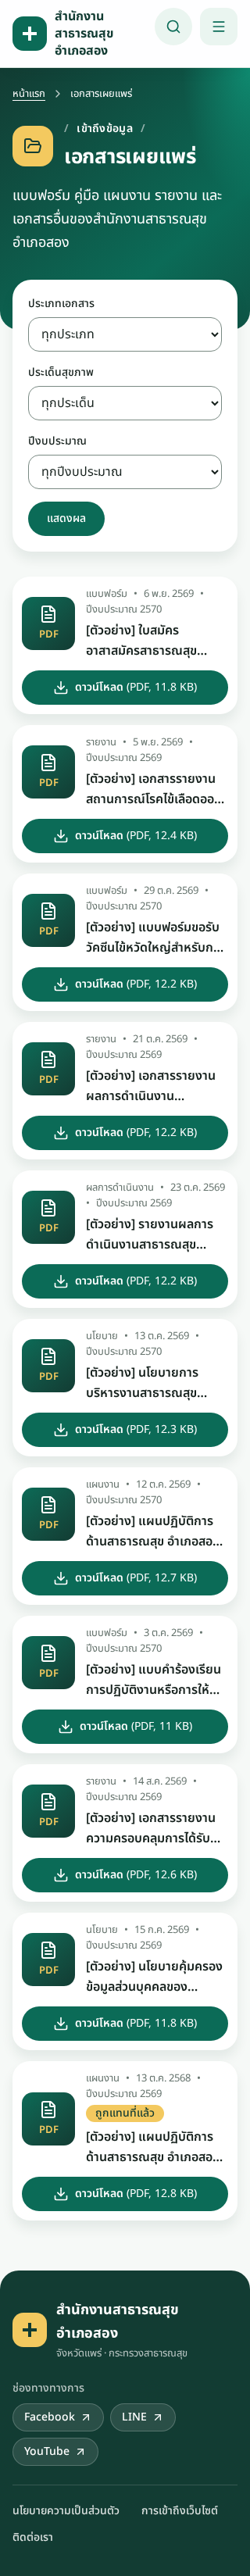 สำนักงาน
สาธารณสุข
อำเภอสอง
หน้าแรก > เอกสารเผยแพร่
/ เข้าถึงข้อมูล /
เอกสารเผยแพร่
แบบฟอร์ม คู่มือ แผนงาน รายงาน และ
เอกสารอื่นของสำนักงานสาธารณสุข
อำเภอสอง
ประเภทเอกสาร
ทุกประเภท
ประเด็นสุขภาพ
ทุกประเด็น
ปีงบประมาณ
ทุกปีงบประมาณ
แสดงผล
แบบฟอร์ม • 6 พ.ย. 2569 •
ปีงบประมาณ 2570
PDF
[ตัวอย่าง] ใบสมัคร
อาสาสมัครสาธารณสุข...
ดาวน์โหลด (PDF, 11.8 KB)
รายงาน • 5 พ.ย. 2569 •
ปีงบประมาณ 2569
PDF
[ตัวอย่าง] เอกสารรายงาน
สถานการณ์โรคไข้เลือดออ...
ดาวน์โหลด (PDF, 12.4 KB)
แบบฟอร์ม • 29 ต.ค. 2569 •
ปีงบประมาณ 2570
PDF
[ตัวอย่าง] แบบฟอร์มขอรับ
วัคซีนไข้หวัดใหญ่สำหรับก...
ดาวน์โหลด (PDF, 12.2 KB)
รายงาน • 21 ต.ค. 2569 •
ปีงบประมาณ 2569
PDF
[ตัวอย่าง] เอกสารรายงาน
ผลการดำเนินงาน...
ดาวน์โหลด (PDF, 12.2 KB)
ผลการดำเนินงาน • 23 ต.ค. 2569
• ปีงบประมาณ 2569
PDF
[ตัวอย่าง] รายงานผลการ
ดำเนินงานสาธารณสุข...
ดาวน์โหลด (PDF, 12.2 KB)
นโยบาย • 13 ต.ค. 2569 •
ปีงบประมาณ 2570
PDF
[ตัวอย่าง] นโยบายการ
บริหารงานสาธารณสุข...
ดาวน์โหลด (PDF, 12.3 KB)
แผนงาน • 12 ต.ค. 2569 •
ปีงบประมาณ 2570
PDF
[ตัวอย่าง] แผนปฏิบัติการ
ด้านสาธารณสุข อำเภอสอ...
ดาวน์โหลด (PDF, 12.7 KB)
แบบฟอร์ม • 3 ต.ค. 2569 •
ปีงบประมาณ 2570
PDF
[ตัวอย่าง] แบบคำร้องเรียน
การปฏิบัติงานหรือการให้...
ดาวน์โหลด (PDF, 11 KB)
รายงาน • 14 ส.ค. 2569 •
ปีงบประมาณ 2569
PDF
[ตัวอย่าง] เอกสารรายงาน
ความครอบคลุมการได้รับ...
ดาวน์โหลด (PDF, 12.6 KB)
นโยบาย • 15 ก.ค. 2569 •
ปีงบประมาณ 2569
PDF
[ตัวอย่าง] นโยบายคุ้มครอง
ข้อมูลส่วนบุคคลของ...
ดาวน์โหลด (PDF, 11.8 KB)
แผนงาน • 13 ต.ค. 2568 •
ปีงบประมาณ 2569
ถูกแทนที่แล้ว
PDF
[ตัวอย่าง] แผนปฏิบัติการ
ด้านสาธารณสุข อำเภอสอ...
ดาวน์โหลด (PDF, 12.8 KB)
สำนักงานสาธารณสุข
อำเภอสอง
จังหวัดแพร่ · กระทรวงสาธารณสุข
ช่องทางทางการ
Facebook
LINE
YouTube
นโยบายความเป็นส่วนตัว การเข้าถึงเว็บไซต์
ติดต่อเรา